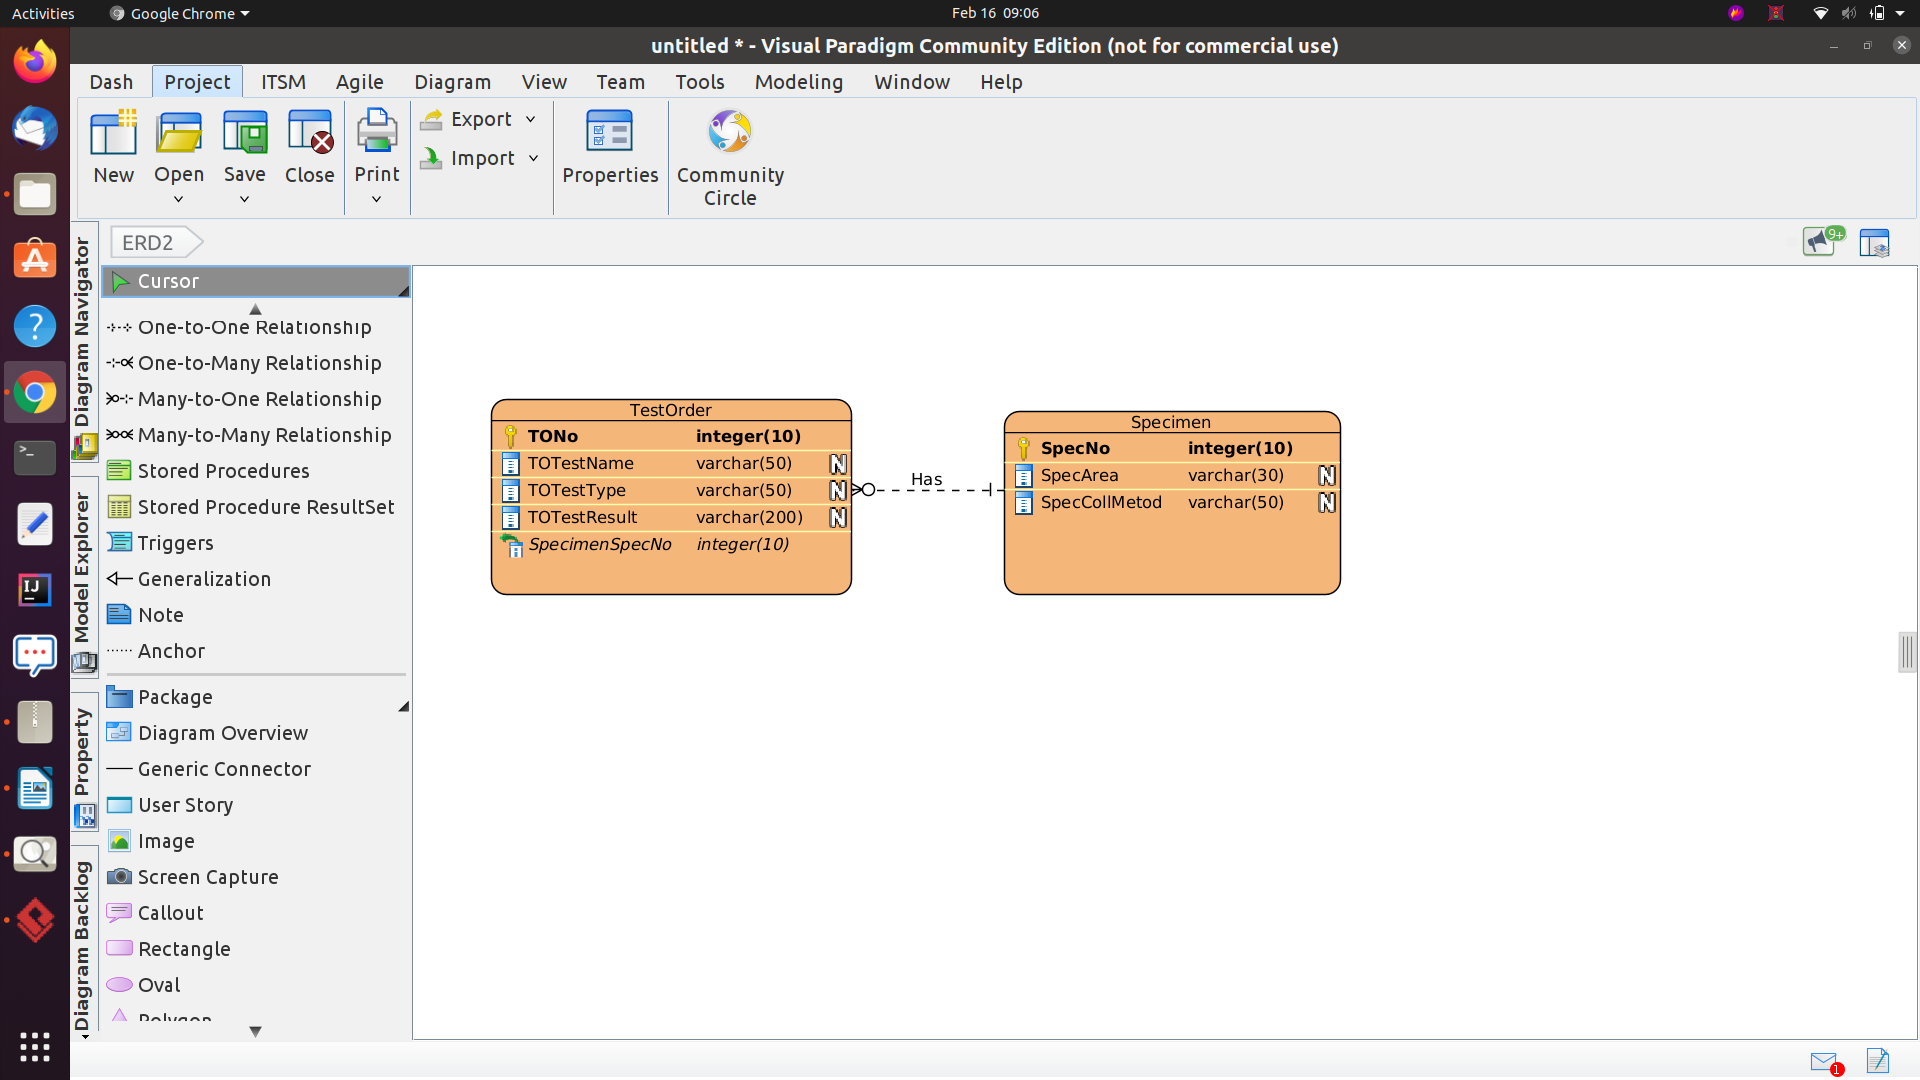 Activities
Google Chrome
Feb 16 09:06
untitled * - Visual Paradigm Community Edition (not for commercial use)
Dash
Project
ITSM
Agile
Diagram
View
Team
Tools
Modeling
Window
Help
New
Open
Save
Close
Print
Export
Import
Properties
Community
Circle
ERD2
9+
Diagram Navigator
Model Explorer
Property
Diagram Backlog
Cursor
One-to-One Relationship
One-to-Many Relationship
Many-to-One Relationship
Many-to-Many Relationship
Stored Procedures
Stored Procedure ResultSet
Triggers
Generalization
Note
Anchor
Package
Diagram Overview
Generic Connector
User Story
Image
Screen Capture
Callout
Rectangle
Oval
Polygon
TestOrder
TONo integer(10)
TOTestName varchar(50) N
TOTestType varchar(50) N
TOTestResult varchar(200) N
SpecimenSpecNo integer(10)
Has
Specimen
SpecNo integer(10)
SpecArea varchar(30) N
SpecCollMetod varchar(50) N
IJ
1